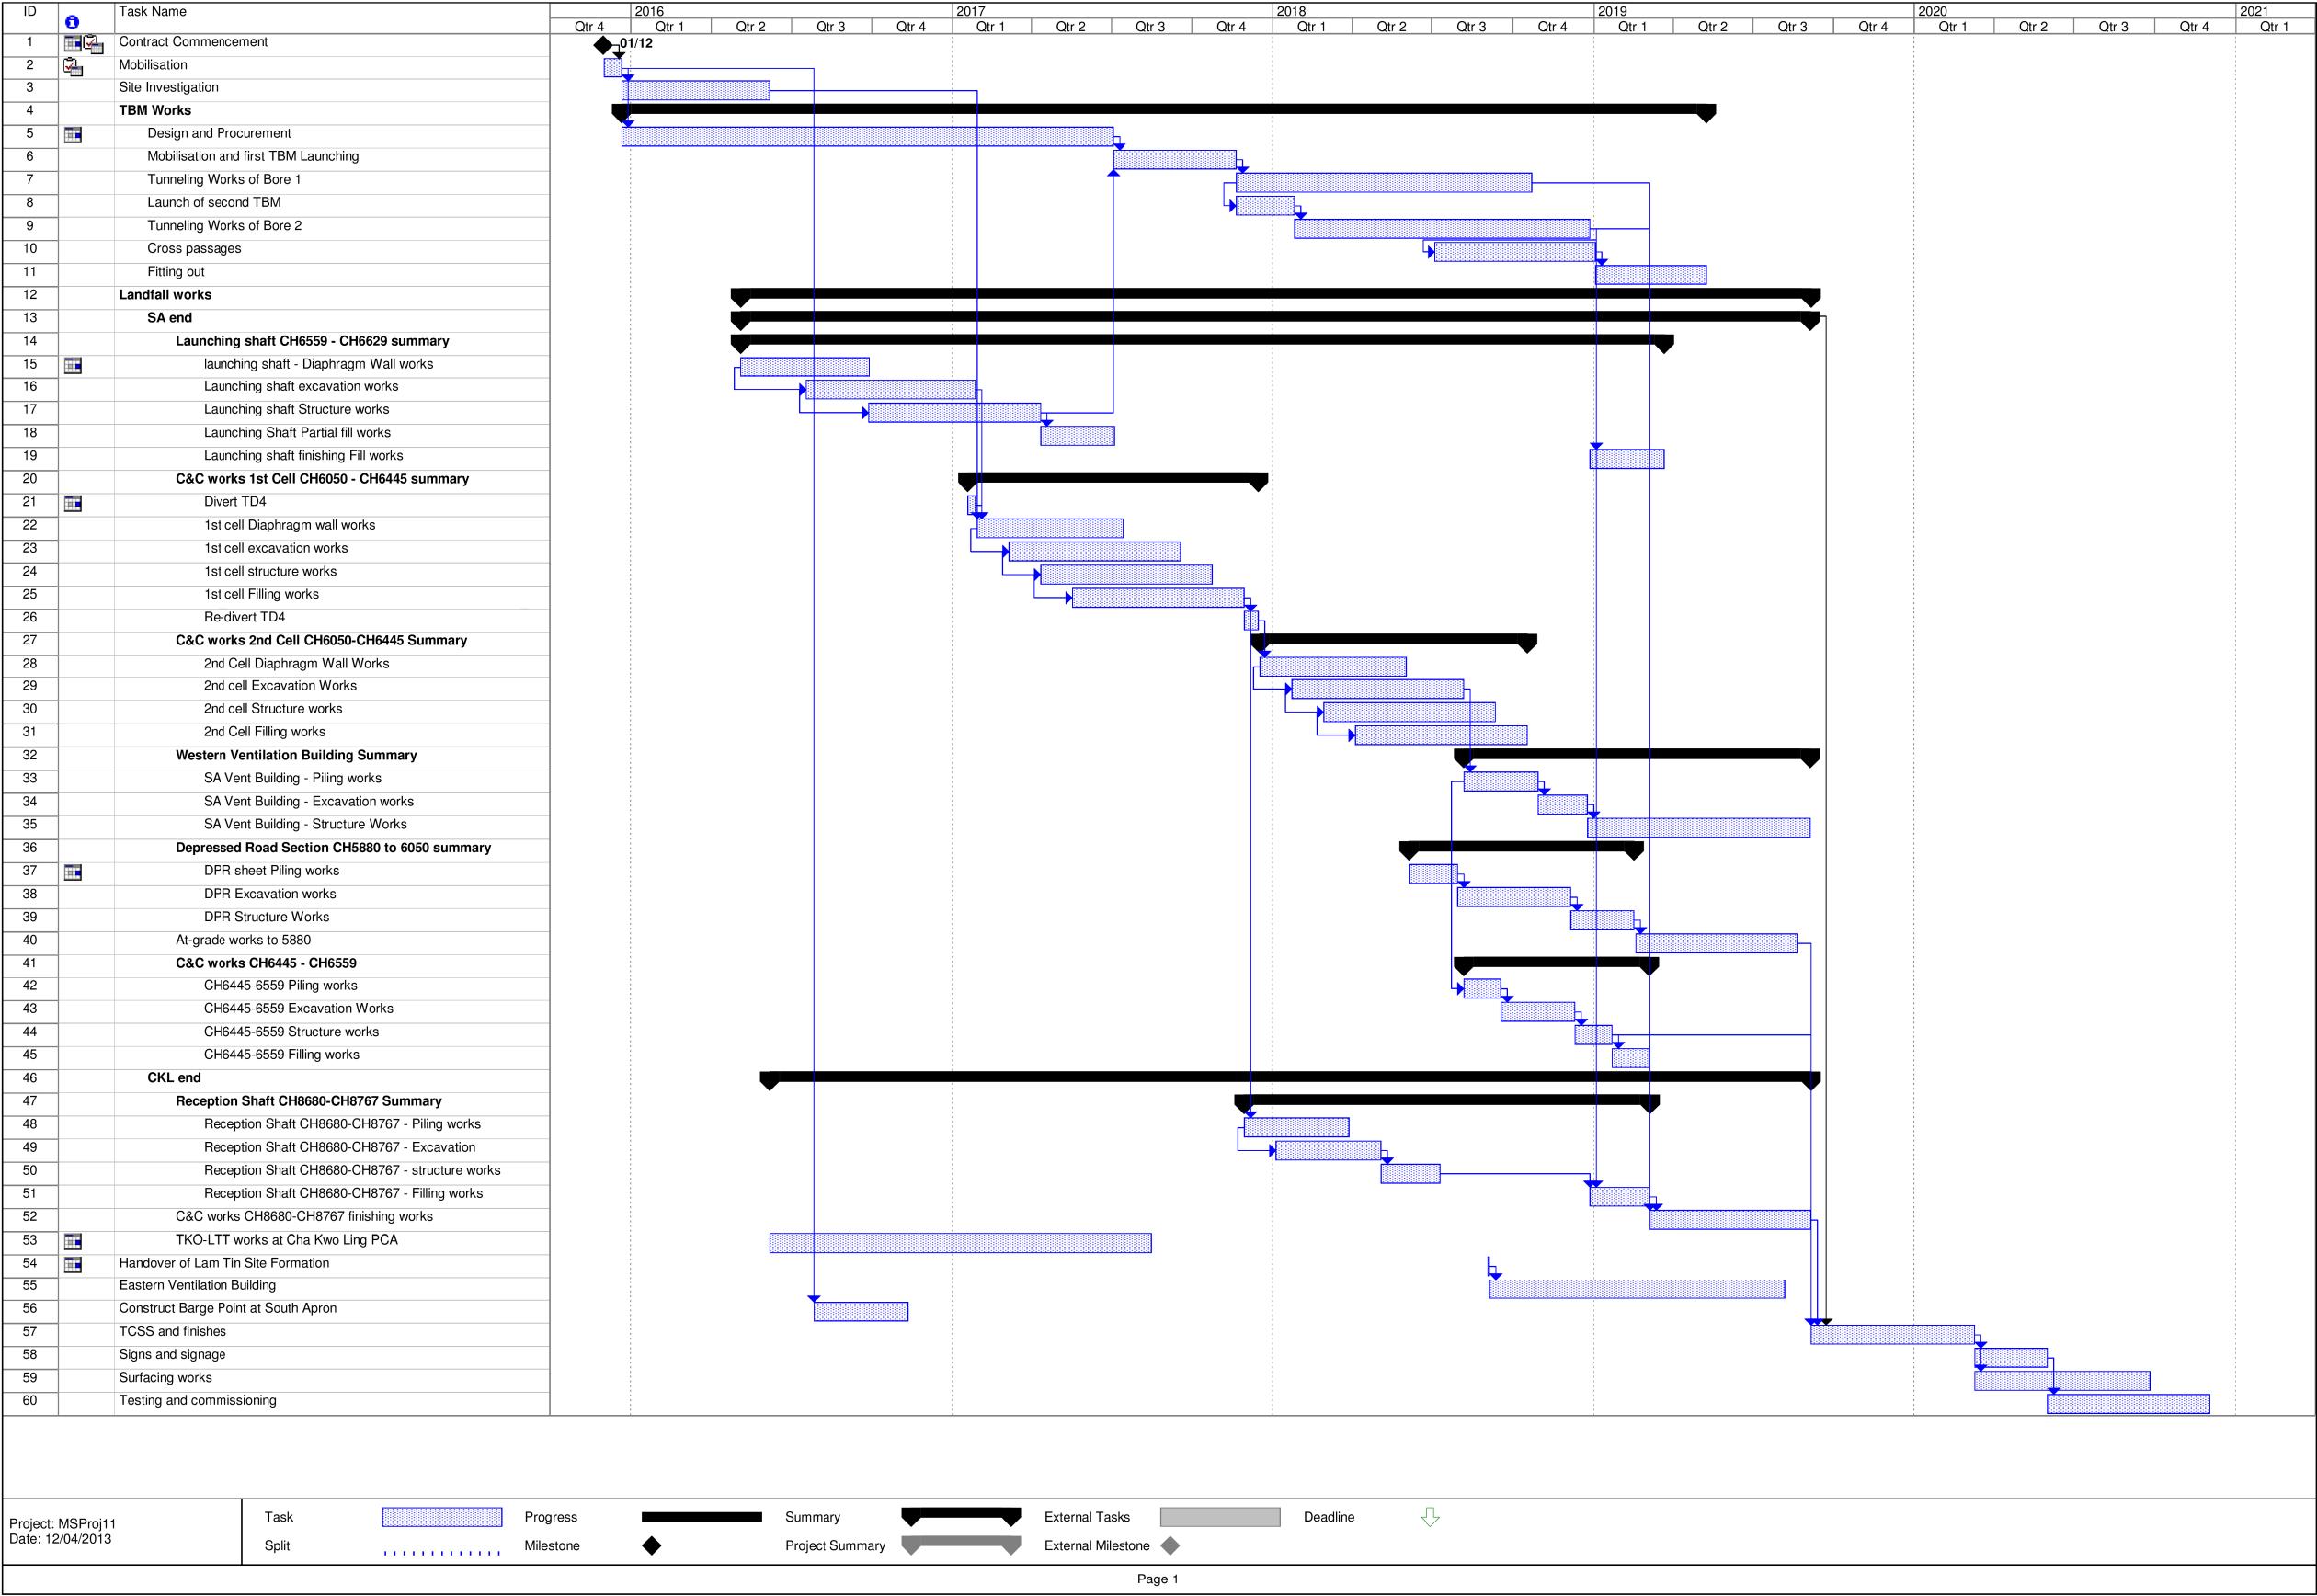 ID Task Name 2016 2017 2018 2019 2020 2021
Qtr 4 Qtr 1 Qtr 2 Qtr 3 Qtr 4 Qtr 1 Qtr 2 Qtr 3 Qtr 4 Qtr 1 Qtr 2 Qtr 3 Qtr 4 Qtr 1 Qtr 2 Qtr 3 Qtr 4 Qtr 1 Qtr 2 Qtr 3 Qtr 4 Qtr 1
1 Contract Commencement 01/12
2 Mobilisation
3 Site Investigation
4 TBM Works
5 Design and Procurement
6 Mobilisation and first TBM Launching
7 Tunneling Works of Bore 1
8 Launch of second TBM
9 Tunneling Works of Bore 2
10 Cross passages
11 Fitting out
12 Landfall works
13 SA end
14 Launching shaft CH6559 - CH6629 summary
15 launching shaft - Diaphragm Wall works
16 Launching shaft excavation works
17 Launching shaft Structure works
18 Launching Shaft Partial fill works
19 Launching shaft finishing Fill works
20 C&C works 1st Cell CH6050 - CH6445 summary
21 Divert TD4
22 1st cell Diaphragm wall works
23 1st cell excavation works
24 1st cell structure works
25 1st cell Filling works
26 Re-divert TD4
27 C&C works 2nd Cell CH6050-CH6445 Summary
28 2nd Cell Diaphragm Wall Works
29 2nd cell Excavation Works
30 2nd cell Structure works
31 2nd Cell Filling works
32 Western Ventilation Building Summary
33 SA Vent Building - Piling works
34 SA Vent Building - Excavation works
35 SA Vent Building - Structure Works
36 Depressed Road Section CH5880 to 6050 summary
37 DPR sheet Piling works
38 DPR Excavation works
39 DPR Structure Works
40 At-grade works to 5880
41 C&C works CH6445 - CH6559
42 CH6445-6559 Piling works
43 CH6445-6559 Excavation Works
44 CH6445-6559 Structure works
45 CH6445-6559 Filling works
46 CKL end
47 Reception Shaft CH8680-CH8767 Summary
48 Reception Shaft CH8680-CH8767 - Piling works
49 Reception Shaft CH8680-CH8767 - Excavation
50 Reception Shaft CH8680-CH8767 - structure works
51 Reception Shaft CH8680-CH8767 - Filling works
52 C&C works CH8680-CH8767 finishing works
53 TKO-LTT works at Cha Kwo Ling PCA
54 Handover of Lam Tin Site Formation
55 Eastern Ventilation Building
56 Construct Barge Point at South Apron
57 TCSS and finishes
58 Signs and signage
59 Surfacing works
60 Testing and commissioning
Project: MSProj11
Date: 12/04/2013
Task Progress Summary External Tasks Deadline
Split Milestone Project Summary External Milestone
Page 1